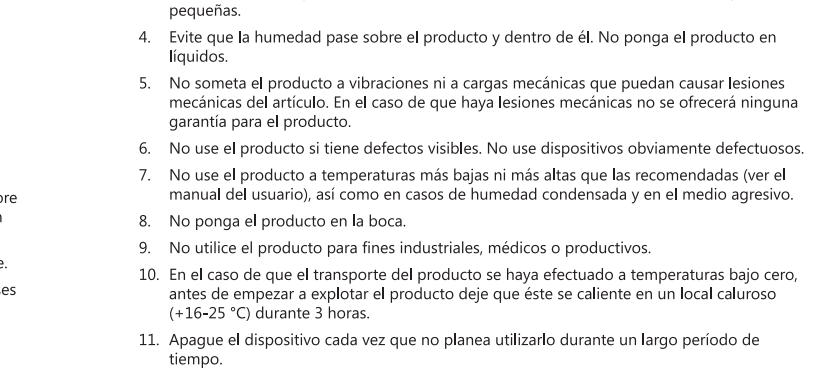 pequeñas.
4. Evite que la humedad pase sobre el producto y dentro de él. No ponga el producto en
líquidos.
5. No someta el producto a vibraciones ni a cargas mecánicas que puedan causar lesiones
mecánicas del artículo. En el caso de que haya lesiones mecánicas no se ofrecerá ninguna
garantía para el producto.
6. No use el producto si tiene defectos visibles. No use dispositivos obviamente defectuosos.
7. No use el producto a temperaturas más bajas ni más altas que las recomendadas (ver el
manual del usuario), así como en casos de humedad condensada y en el medio agresivo.
8. No ponga el producto en la boca.
9. No utilice el producto para fines industriales, médicos o productivos.
10. En el caso de que el transporte del producto se haya efectuado a temperaturas bajo cero,
antes de empezar a explotar el producto deje que éste se caliente en un local caluroso
(+16-25 °C) durante 3 horas.
11. Apague el dispositivo cada vez que no planea utilizarlo durante un largo período de
tiempo.